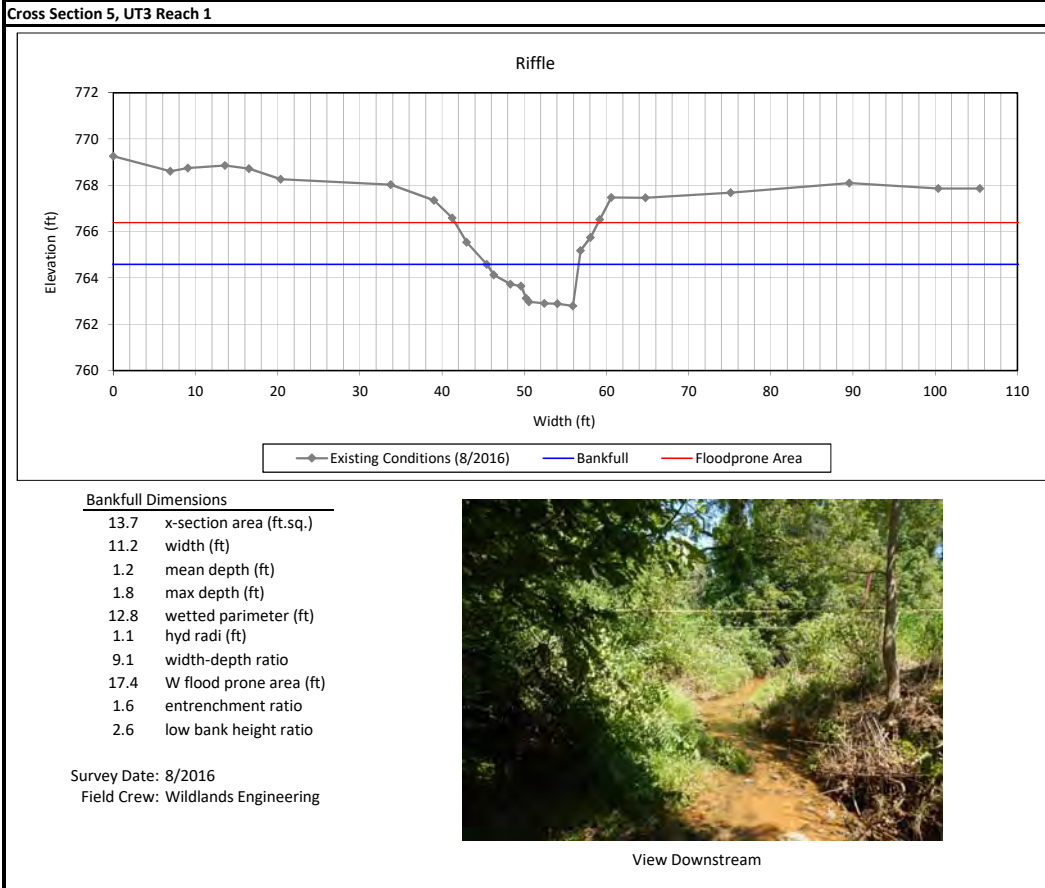 Cross Section 5, UT3 Reach 1
Riffle
772
770
768
766
764
762
760
Elevation (ft)
0 10 20 30 40 50 60 70 80 90 100 110
Width (ft)
Existing Conditions (8/2016) Bankfull Floodprone Area
Bankfull Dimensions
13.7 x-section area (ft.sq.)
11.2 width (ft)
1.2 mean depth (ft)
1.8 max depth (ft)
12.8 wetted parimeter (ft)
1.1 hyd radi (ft)
9.1 width-depth ratio
17.4 W flood prone area (ft)
1.6 entrenchment ratio
2.6 low bank height ratio
Survey Date: 8/2016
Field Crew: Wildlands Engineering
View Downstream